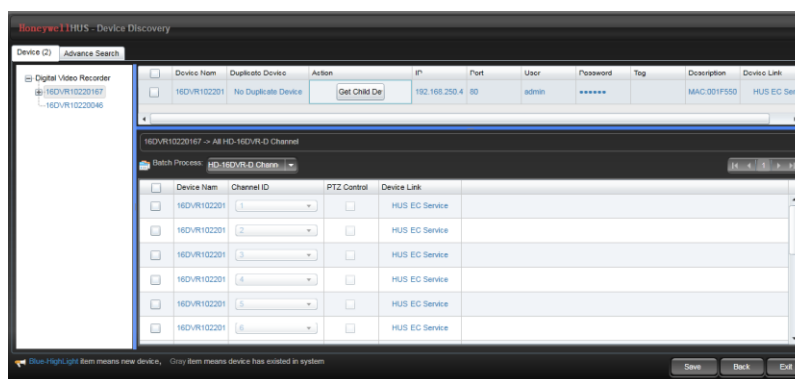 HoneywellHUS - Device Discovery
Device (2) Advance Search
Digital Video Recorder
16DVR10220167
16DVR10220046
Device Nam Duplicate Device Action IP Port User Password Tag Description Device Link
16DVR102201 No Duplicate Device Get Child De 192.168.250.4 80 admin ****** MAC:001F550 HUS EC Ser
16DVR10220167 -> All HD-16DVR-D Channel
Batch Process: HD-16DVR-D Chann
1
Device Nam Channel ID PTZ Control Device Link
16DVR102201 1 HUS EC Service
16DVR102201 2 HUS EC Service
16DVR102201 3 HUS EC Service
16DVR102201 4 HUS EC Service
16DVR102201 5 HUS EC Service
16DVR102201 6 HUS EC Service
Blue-HighLight item means new device, Gray item means device has existed in system
Save Back Exit